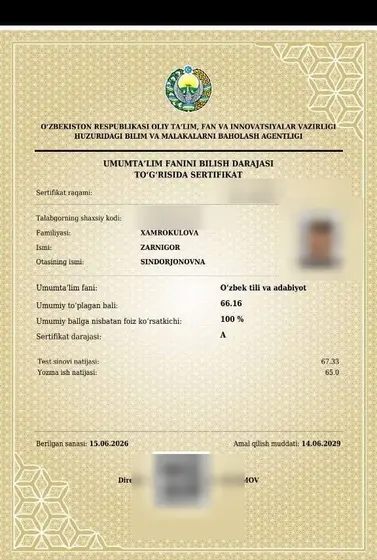 O‘ZBEKISTON RESPUBLIKASI OLIY TA’LIM, FAN VA INNOVATSIYALAR VAZIRLIGI
HUZURIDAGI BILIM VA MALAKALARNI BAHOLASH AGENTLIGI
UMUMTA’LIM FANINI BILISH DARAJASI
TO‘G‘RISIDA SERTIFIKAT
Sertifikat raqami:
Talabgorning shaxsiy kodi:
Familiyasi: XAMROKULOVA
Ismi: ZARNIGOR
Otasining ismi: SINDORJONOVNA
Umumta’lim fani: O‘zbek tili va adabiyot
Umumiy to‘plagan bali: 66.16
Umumiy ballga nisbatan foiz ko‘rsatkichi: 100 %
Sertifikat darajasi: A
Test sinovi natijasi: 67.33
Yozma ish natijasi: 65.0
Berilgan sanasi: 15.06.2026 Amal qilish muddati: 14.06.2029